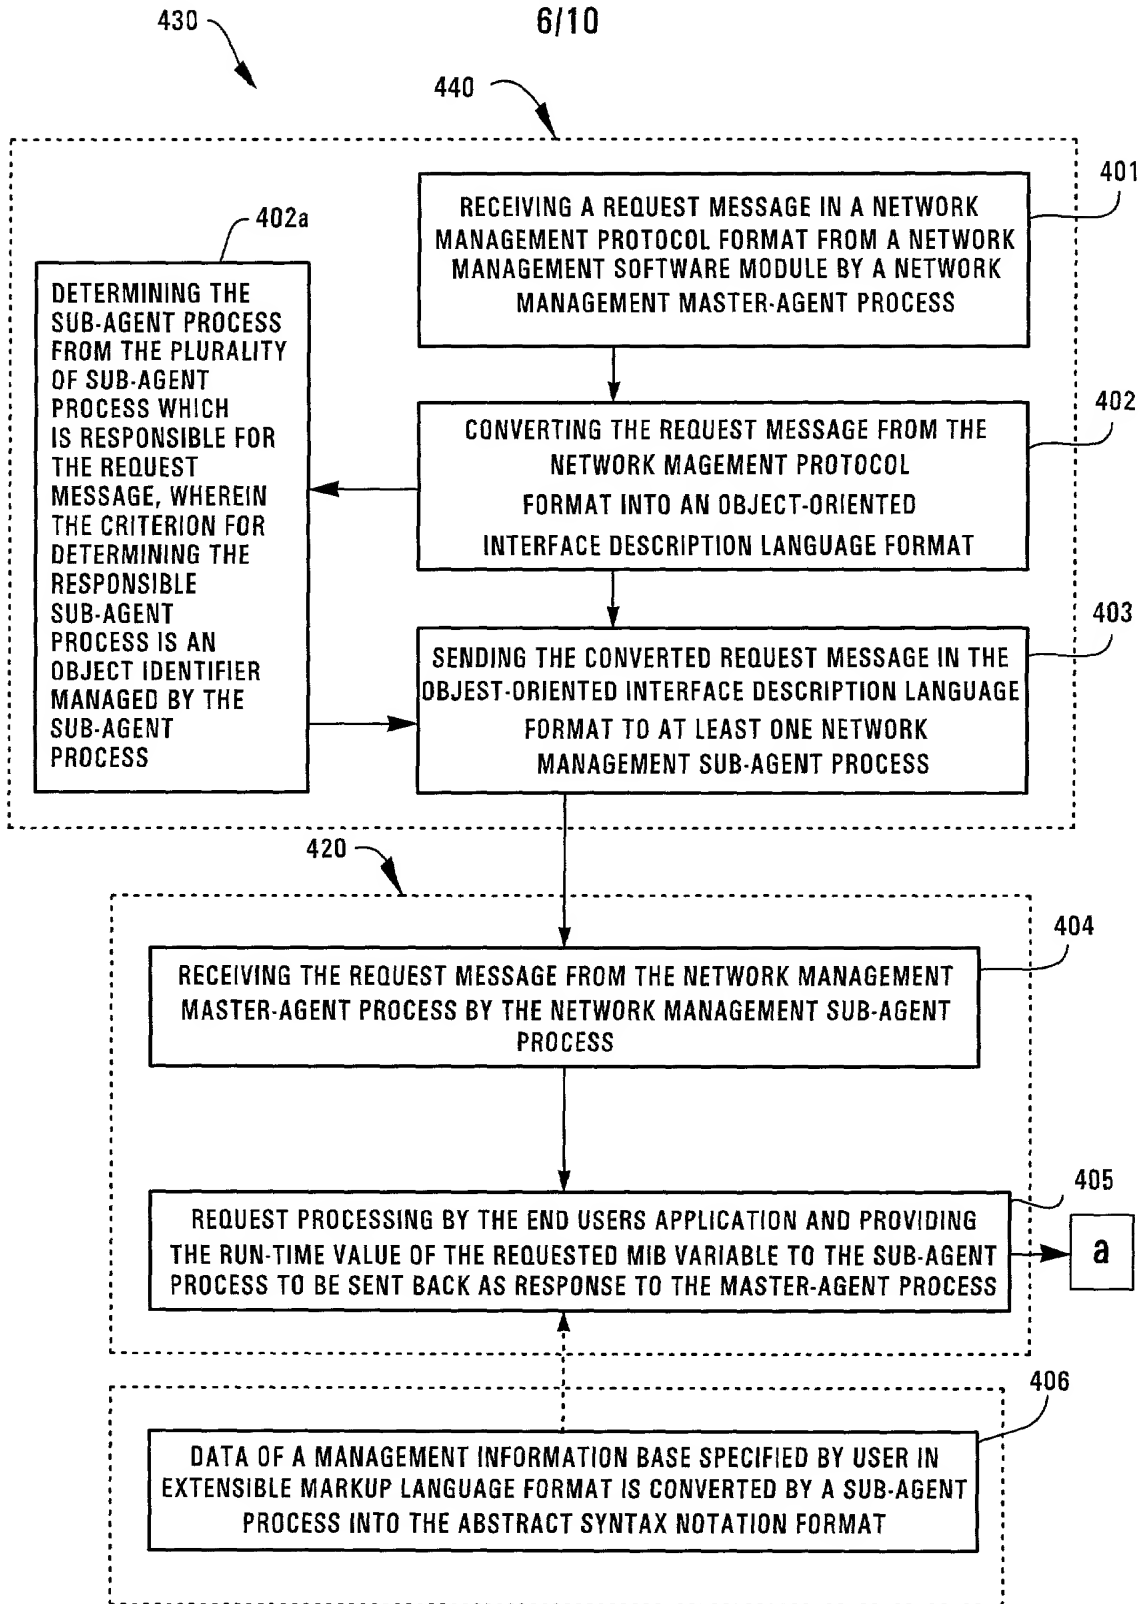 6/10
430
440
401
RECEIVING A REQUEST MESSAGE IN A NETWORK
MANAGEMENT PROTOCOL FORMAT FROM A NETWORK
MANAGEMENT SOFTWARE MODULE BY A NETWORK
MANAGEMENT MASTER-AGENT PROCESS
402a
DETERMINING THE
SUB-AGENT PROCESS
FROM THE PLURALITY
OF SUB-AGENT
PROCESS WHICH
IS RESPONSIBLE FOR
THE REQUEST
MESSAGE, WHEREIN
THE CRITERION FOR
DETERMINING THE
RESPONSIBLE
SUB-AGENT
PROCESS IS AN
OBJECT IDENTIFIER
MANAGED BY THE
SUB-AGENT
PROCESS
402
CONVERTING THE REQUEST MESSAGE FROM THE
NETWORK MAGEMENT PROTOCOL
FORMAT INTO AN OBJECT-ORIENTED
INTERFACE DESCRIPTION LANGUAGE FORMAT
403
SENDING THE CONVERTED REQUEST MESSAGE IN THE
OBJEST-ORIENTED INTERFACE DESCRIPTION LANGUAGE
FORMAT TO AT LEAST ONE NETWORK
MANAGEMENT SUB-AGENT PROCESS
420
404
RECEIVING THE REQUEST MESSAGE FROM THE NETWORK MANAGEMENT
MASTER-AGENT PROCESS BY THE NETWORK MANAGEMENT SUB-AGENT
PROCESS
405
REQUEST PROCESSING BY THE END USERS APPLICATION AND PROVIDING
THE RUN-TIME VALUE OF THE REQUESTED MIB VARIABLE TO THE SUB-AGENT
PROCESS TO BE SENT BACK AS RESPONSE TO THE MASTER-AGENT PROCESS
a
406
DATA OF A MANAGEMENT INFORMATION BASE SPECIFIED BY USER IN
EXTENSIBLE MARKUP LANGUAGE FORMAT IS CONVERTED BY A SUB-AGENT
PROCESS INTO THE ABSTRACT SYNTAX NOTATION FORMAT